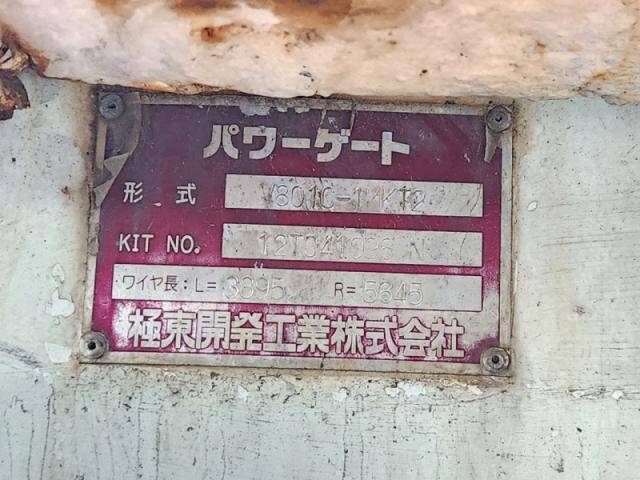 パワーゲート
形式
KIT NO.
ワイヤ長：L= 3895 R= 5645
極東開発工業株式会社